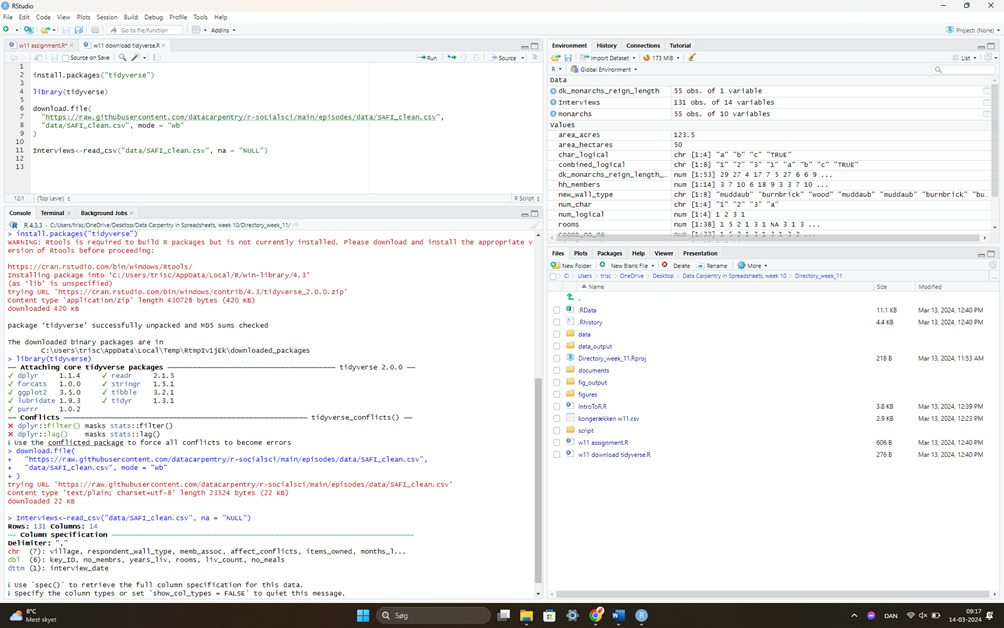 RStudio
File Edit Code View Plots Session Build Debug Profile Tools Help
Go to file/function
Addins
Project: (None)
w11 assignment.R*
w11 download tidyverse.R
Source on Save
Run
Source
1
2 install.packages("tidyverse")
3
4 library(tidyverse)
5
6 download.file(
7 "https://raw.githubusercontent.com/datacarpentry/r-socialsci/main/episodes/data/SAFI_clean.csv",
8 "data/SAFI_clean.csv", mode = "wb"
9 )
10
11 Interviews<-read_csv("data/SAFI_clean.csv", na = "NULL")
12
13
12:1 (Top Level) R Script
Console Terminal Background Jobs
R 4.3.3 · C:/Users/trisc/OneDrive/Desktop/Data Carpentry in Spreadsheets, week 10/Directory_week_11/
> install.packages("tidyverse")
WARNING: Rtools is required to build R packages but is not currently installed. Please download and install the appropriate v
ersion of Rtools before proceeding:
https://cran.rstudio.com/bin/windows/Rtools/
Installing package into 'C:/Users/trisc/AppData/Local/R/win-library/4.3'
(as 'lib' is unspecified)
trying URL 'https://cran.rstudio.com/bin/windows/contrib/4.3/tidyverse_2.0.0.zip'
Content type 'application/zip' length 430728 bytes (420 KB)
downloaded 420 KB
package 'tidyverse' successfully unpacked and MD5 sums checked
The downloaded binary packages are in
C:\Users\trisc\AppData\Local\Temp\RtmpIv1jEk\downloaded_packages
> library(tidyverse)
── Attaching core tidyverse packages ── tidyverse 2.0.0 ──
✓ dplyr 1.1.4 ✓ readr 2.1.5
✓ forcats 1.0.0 ✓ stringr 1.5.1
✓ ggplot2 3.5.0 ✓ tibble 3.2.1
✓ lubridate 1.9.3 ✓ tidyr 1.3.1
✓ purrr 1.0.2
── Conflicts ── tidyverse_conflicts() ──
✗ dplyr::filter() masks stats::filter()
✗ dplyr::lag() masks stats::lag()
i Use the conflicted package to force all conflicts to become errors
> download.file(
+ "https://raw.githubusercontent.com/datacarpentry/r-socialsci/main/episodes/data/SAFI_clean.csv",
+ "data/SAFI_clean.csv", mode = "wb"
+ )
trying URL 'https://raw.githubusercontent.com/datacarpentry/r-socialsci/main/episodes/data/SAFI_clean.csv'
Content type 'text/plain; charset=utf-8' length 23524 bytes (22 KB)
downloaded 22 KB
> Interviews<-read_csv("data/SAFI_clean.csv", na = "NULL")
Rows: 131 Columns: 14
── Column specification ──
Delimiter: ","
chr (7): village, respondent_wall_type, memb_assoc, affect_conflicts, items_owned, months_l...
dbl (6): key_ID, no_membrs, years_liv, rooms, liv_count, no_meals
dttm (1): interview_date
i Use `spec()` to retrieve the full column specification for this data.
i Specify the column types or set `show_col_types = FALSE` to quiet this message.
Environment History Connections Tutorial
Import Dataset 173 MiB List
R Global Environment
Data
dk_monarchs_reign_length 55 obs. of 1 variable
Interviews 131 obs. of 14 variables
monarchs 55 obs. of 10 variables
values
area_acres 123.5
area_hectares 50
char_logical chr [1:4] "a" "b" "c" "TRUE"
combined_logical chr [1:8] "1" "2" "3" "1" "a" "b" "c" "TRUE"
dk_monarchs_reign_length_... num [1:53] 29 27 4 17 7 5 27 6 6 9 ...
hh_members num [1:14] 3 7 10 6 18 9 3 3 7 10 ...
new_wall_type chr [1:8] "muddaub" "burnbrick" "wood" "muddaub" "burnbrick" "bu...
num_char chr [1:4] "1" "2" "3" "a"
num_logical num [1:4] 1 2 3 1
rooms num [1:38] 1 5 2 1 3 1 NA 3 1 3 ...
Files Plots Packages Help Viewer Presentation
New Folder New Blank File Delete Rename More
C: Users trisc OneDrive Desktop Data Carpentry in Spreadsheets, week 10 Directory_week_11
Name Size Modified
..
.RData 11.1 KB Mar 13, 2024, 12:40 PM
.Rhistory 4.4 KB Mar 13, 2024, 12:40 PM
data
data_output
Directory_week_11.Rproj 218 B Mar 13, 2024, 11:53 AM
documents
fig_output
figures
IntroToR.R 3.8 KB Mar 13, 2024, 12:39 PM
kongerækken w11.csv 2.9 KB Mar 13, 2024, 12:23 PM
script
w11 assignment.R 606 B Mar 13, 2024, 12:40 PM
w11 download tidyverse.R 276 B Mar 13, 2024, 12:40 PM
8°C
Mest skyet
Søg
DAN
09:17
14-03-2024